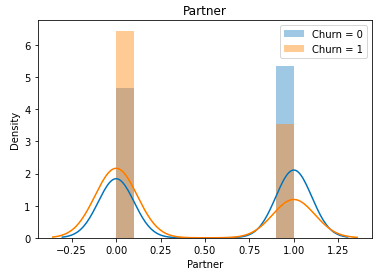 Partner
Churn = 0
Churn = 1
6
5
4
3
2
1
0
Density
−0.25
0.00
0.25
0.50
0.75
1.00
1.25
Partner